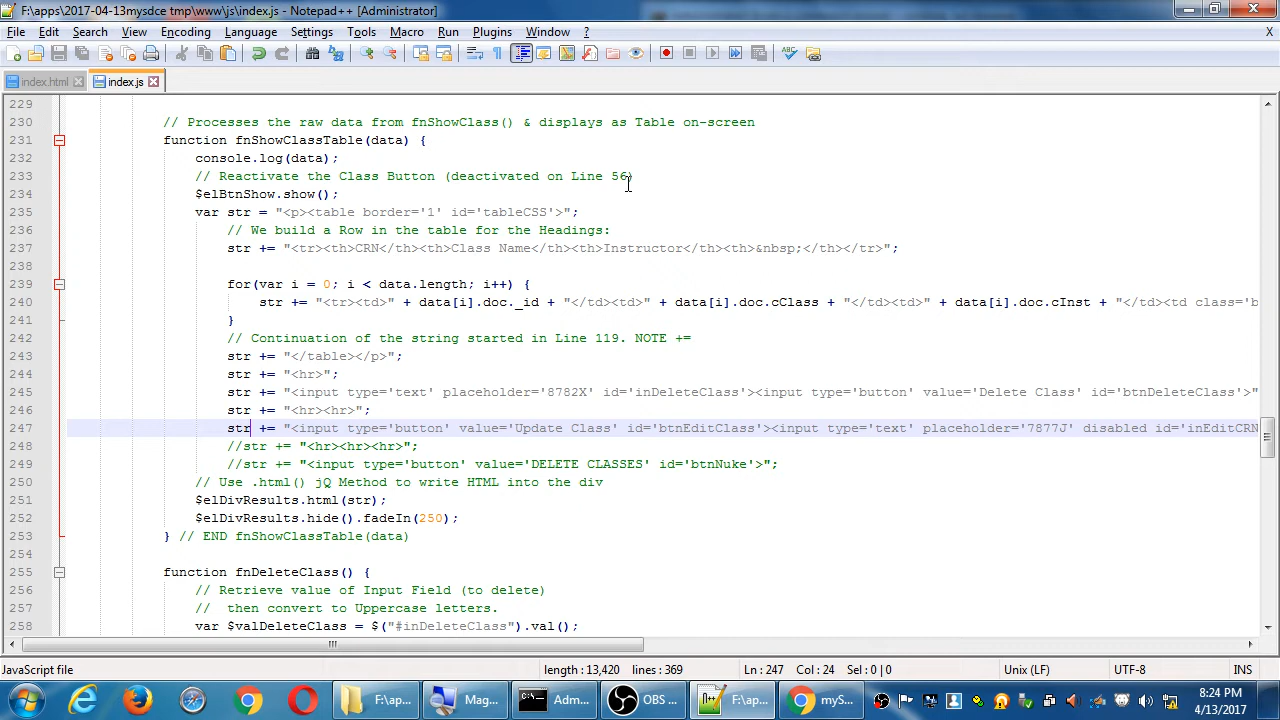 F:\apps\2017-04-13mysdce tmp\www\js\index.js - Notepad++ [Administrator]
File Edit Search View Encoding Language Settings Tools Macro Run Plugins Window ? X
index.html index.js
229
230 // Processes the raw data from fnShowClass() & displays as Table on-screen
231 function fnShowClassTable(data) {
232 console.log(data);
233 // Reactivate the Class Button (deactivated on Line 56)
234 $elBtnShow.show();
235 var str = "<p><table border='1' id='tableCSS'>";
236 // We build a Row in the table for the Headings:
237 str += "<tr><th>CRN</th><th>Class Name</th><th>Instructor</th><th>&nbsp;</th></tr>";
238
239 for(var i = 0; i < data.length; i++) {
240 str += "<tr><td>" + data[i].doc._id + "</td><td>" + data[i].doc.cClass + "</td><td>" + data[i].doc.cInst + "</td><td class='b
241 }
242 // Continuation of the string started in Line 119. NOTE +=
243 str += "</table></p>";
244 str += "<hr>";
245 str += "<input type='text' placeholder='8782X' id='inDeleteClass'><input type='button' value='Delete Class' id='btnDeleteClass'>"
246 str += "<hr><hr>";
247 str += "<input type='button' value='Update Class' id='btnEditClass'><input type='text' placeholder='7877J' disabled id='inEditCRN
248 //str += "<hr><hr><hr>";
249 //str += "<input type='button' value='DELETE CLASSES' id='btnNuke'>";
250 // Use .html() jQ Method to write HTML into the div
251 $elDivResults.html(str);
252 $elDivResults.hide().fadeIn(250);
253 } // END fnShowClassTable(data)
254
255 function fnDeleteClass() {
256 // Retrieve value of Input Field (to delete)
257 // then convert to Uppercase letters.
258 var $valDeleteClass = $("#inDeleteClass").val();
JavaScript file length : 13,420 lines : 369 Ln : 247 Col : 24 Sel : 0 | 0 Unix (LF) UTF-8 INS
F:\ap... Mag... Adm... OBS ... F:\ap... myS... 8:24 PM
4/13/2017